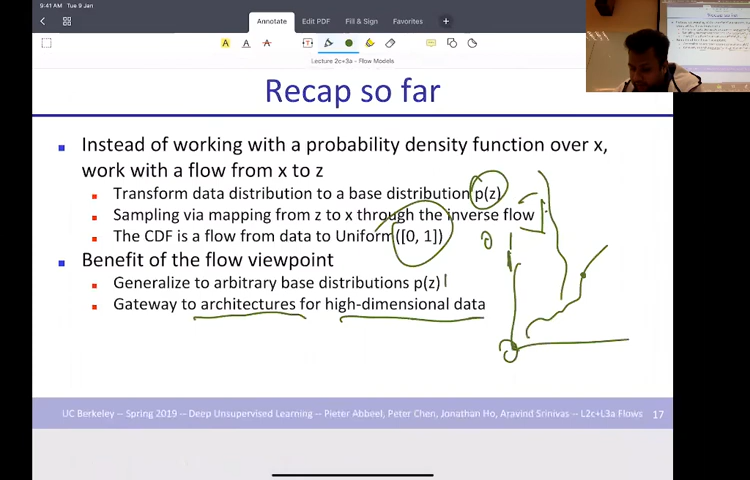 9:41 AM Tue 9 Jan
Annotate Edit PDF Fill & Sign Favorites +
Lecture 2c+3a - Flow Models
Recap so far
Instead of working with a probability density function over x,
work with a flow from x to z
Transform data distribution to a base distribution p(z)
Sampling via mapping from z to x through the inverse flow
The CDF is a flow from data to Uniform([0, 1])
Benefit of the flow viewpoint
Generalize to arbitrary base distributions p(z)
Gateway to architectures for high-dimensional data
UC Berkeley -- Spring 2019 -- Deep Unsupervised Learning -- Pieter Abbeel, Peter Chen, Jonathan Ho, Aravind Srinivas -- L2c+L3a Flows 17